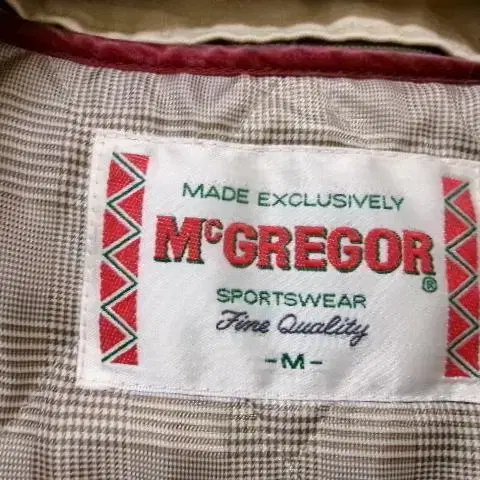 MADE EXCLUSIVELY
McGREGOR®
SPORTSWEAR
Fine Quality
-M-